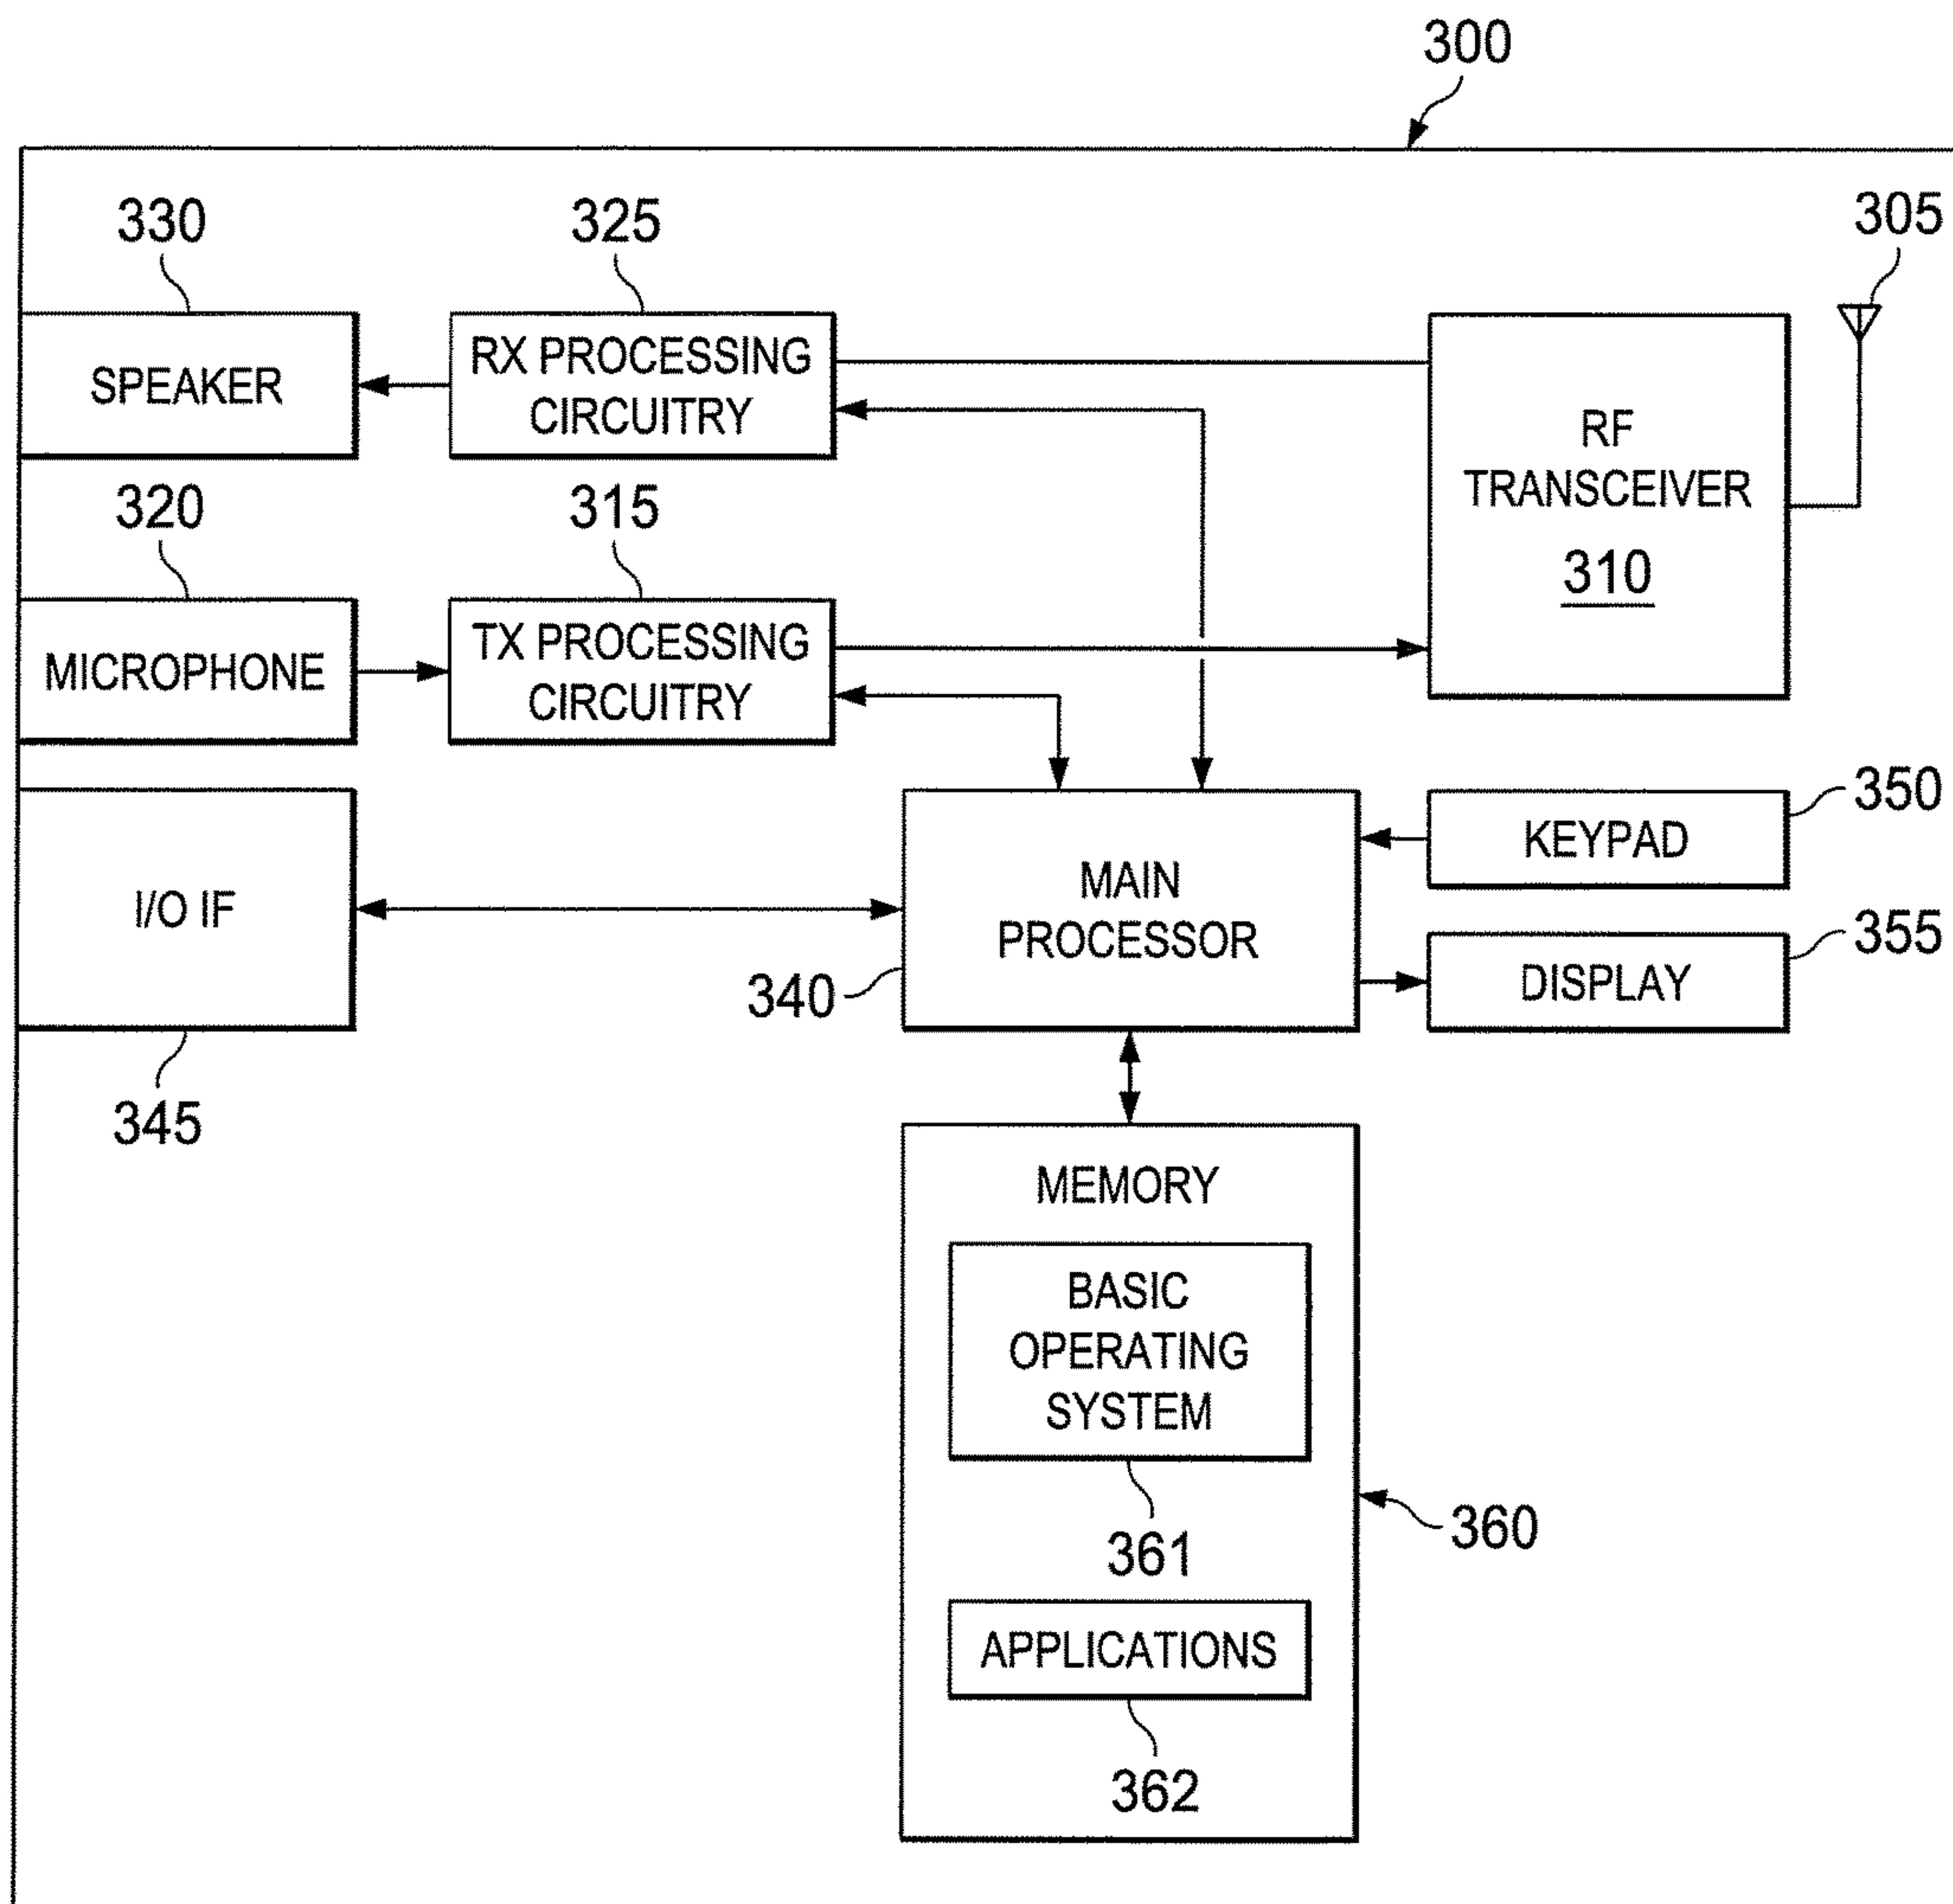 300
305
330
325
SPEAKER
RX PROCESSING
CIRCUITRY
RF
TRANSCEIVER
310
320
315
MICROPHONE
TX PROCESSING
CIRCUITRY
I/O IF
345
MAIN
PROCESSOR
340
KEYPAD
350
DISPLAY
355
MEMORY
BASIC
OPERATING
SYSTEM
361
360
APPLICATIONS
362